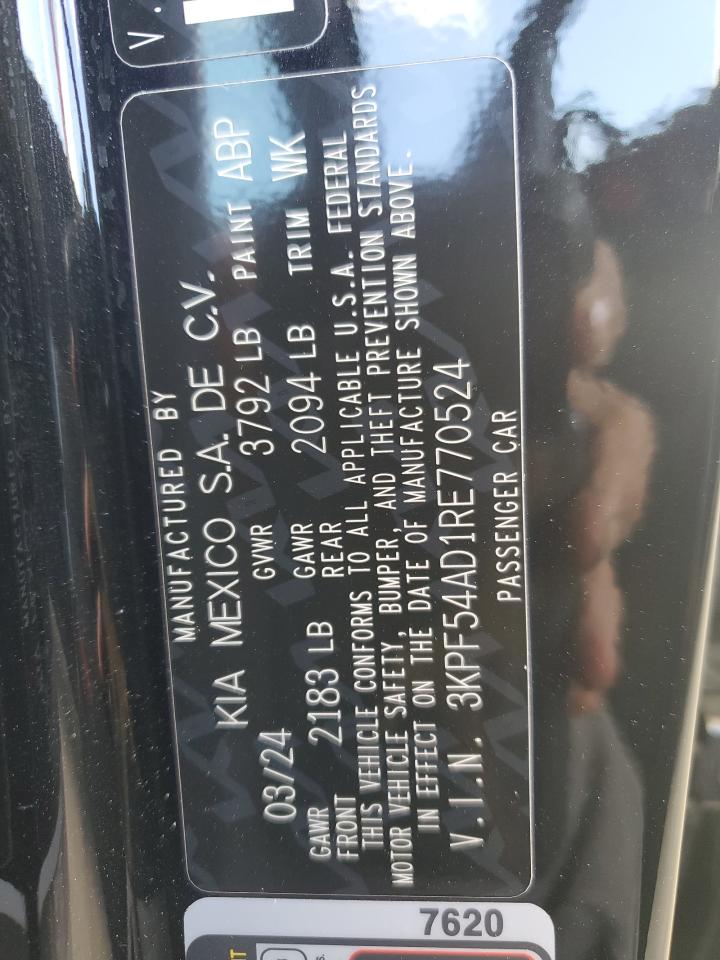 V.
MANUFACTURED BY
KIA MEXICO S.A. DE C.V.
03/24 GVWR 3792 LB PAINT ABP
GAWR FRONT 2183 LB GAWR REAR 2094 LB TRIM WK
THIS VEHICLE CONFORMS TO ALL APPLICABLE U.S.A. FEDERAL
MOTOR VEHICLE SAFETY, BUMPER, AND THEFT PREVENTION STANDARDS
IN EFFECT ON THE DATE OF MANUFACTURE SHOWN ABOVE.
V.I.N. 3KPF54AD1RE770524
PASSENGER CAR
7620